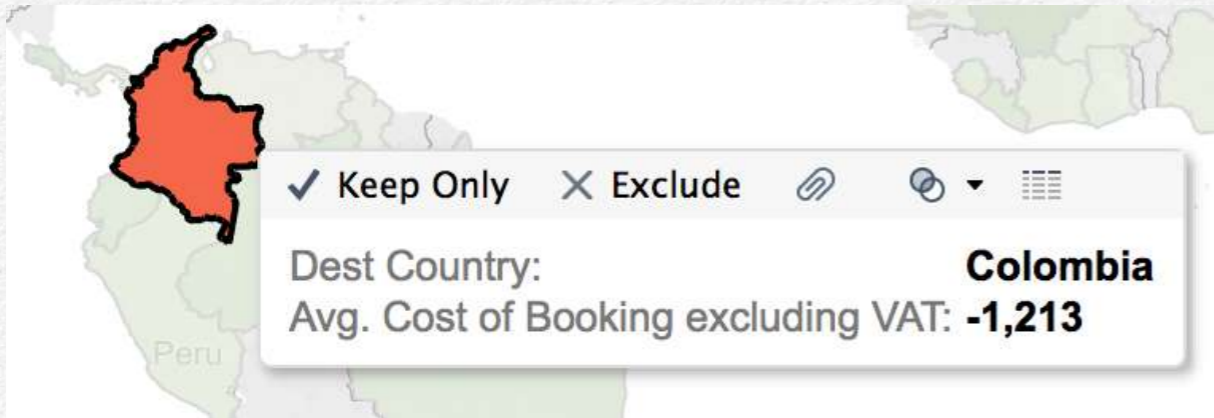 Keep Only Exclude
Dest Country: Colombia
Avg. Cost of Booking excluding VAT: -1,213
Peru